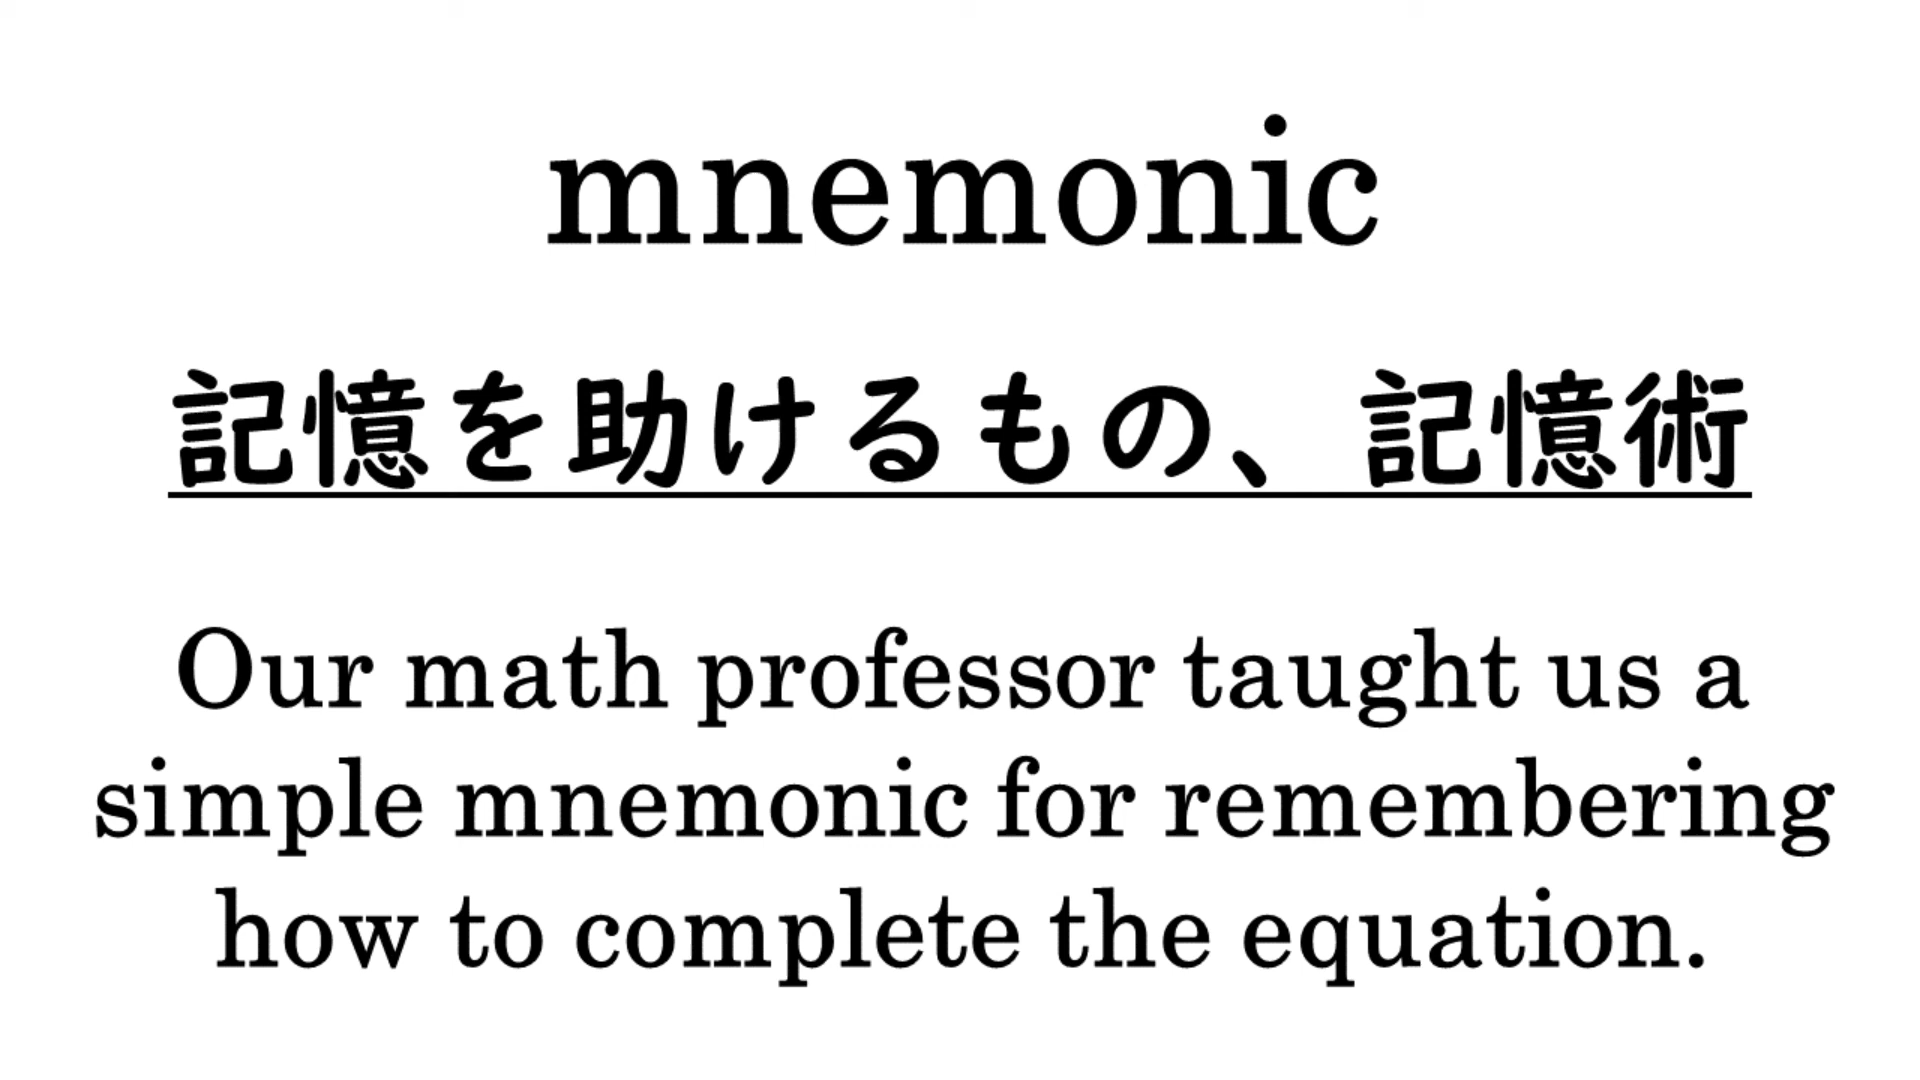 mnemonic
記憶を助けるもの、記憶術
Our math professor taught us a
simple mnemonic for remembering
how to complete the equation.